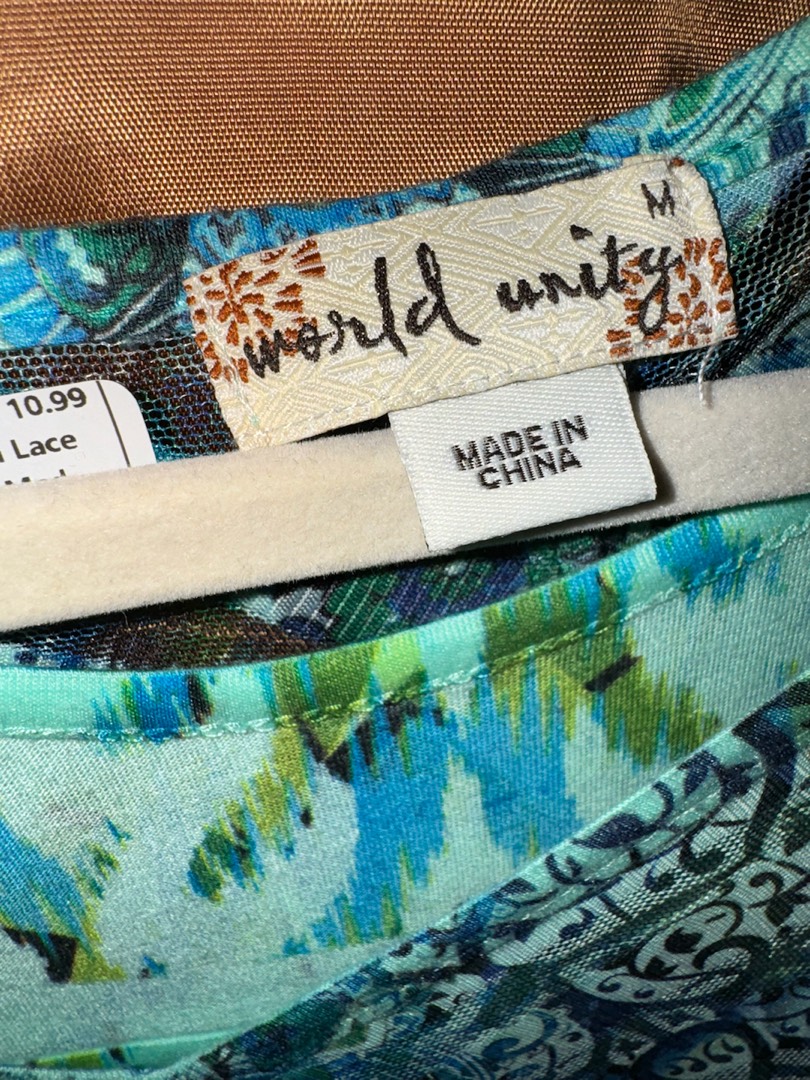 M
world unity
MADE IN
CHINA
10.99
Lace